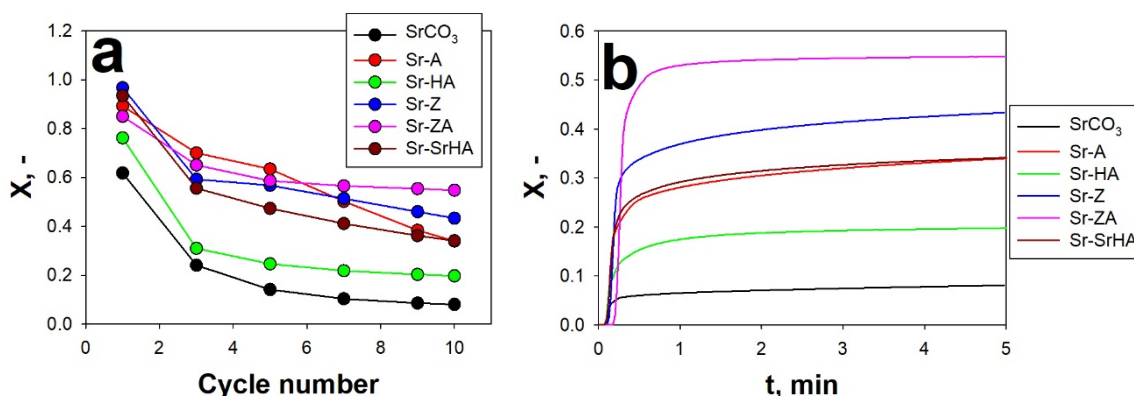 a
X,-
1.2
1.0
0.8
0.6
0.4
0.2
0.0
0 2 4 6 8 10
Cycle number
SrCO₃
Sr-A
Sr-HA
Sr-Z
Sr-ZA
Sr-SrHA
b
X,-
0.6
0.5
0.4
0.3
0.2
0.1
0.0
0 1 2 3 4 5
t, min
SrCO₃
Sr-A
Sr-HA
Sr-Z
Sr-ZA
Sr-SrHA